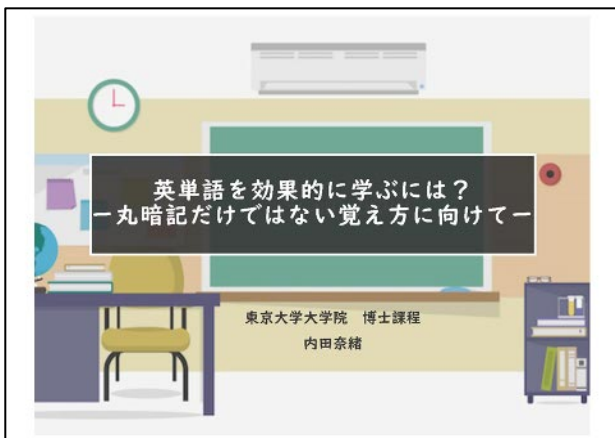 英単語を効果的に学ぶには?
ー丸暗記だけではない覚え方に向けてー
東京大学大学院 博士課程
内田奈緒